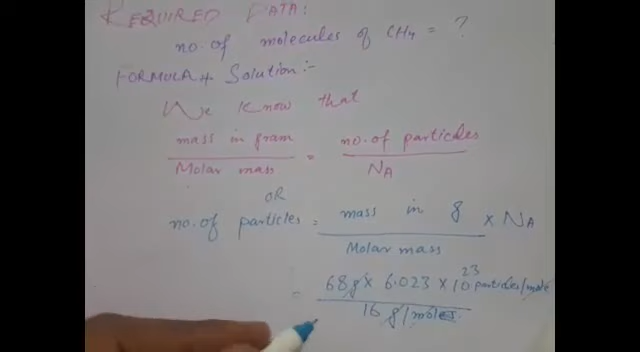 REQUIRED DATA:
no. of molecules of CH4 = ?
FORMULA + Solution:-
We Know that
mass in gram / Molar mass = no. of particles / NA
OR
no. of particles = mass in g / Molar mass × NA
= 68 g × 6.023 × 10^23 particles/mole / 16 g/moles